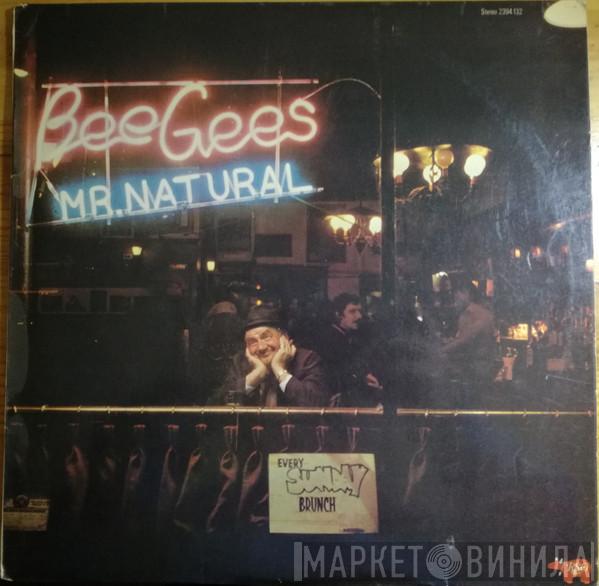 Stereo 2394 132
Bee Gees
MR. NATURAL
EVERY
SUNDAY
BRUNCH
МАРКЕТ ВИНИЛА